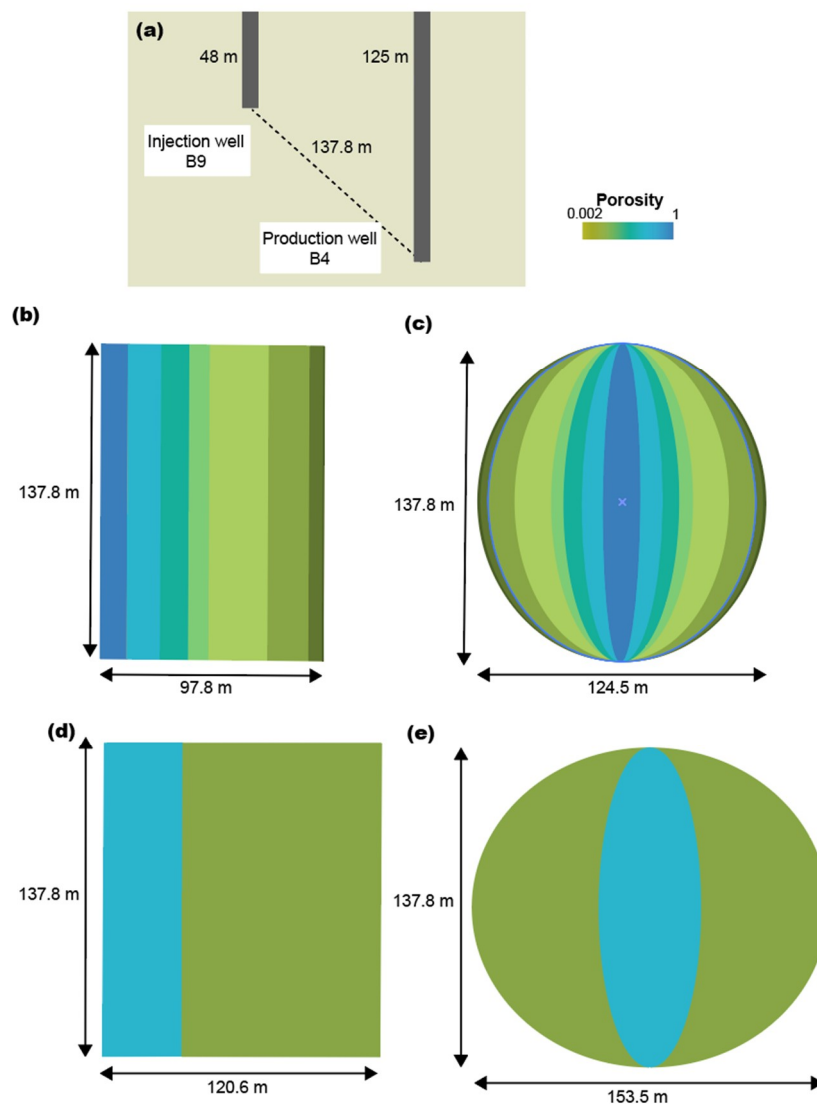 (a)
48 m
125 m
137.8 m
Injection well
B9
Production well
B4
Porosity
0.002
1
(b)
137.8 m
97.8 m
(c)
137.8 m
124.5 m
(d)
137.8 m
120.6 m
(e)
137.8 m
153.5 m